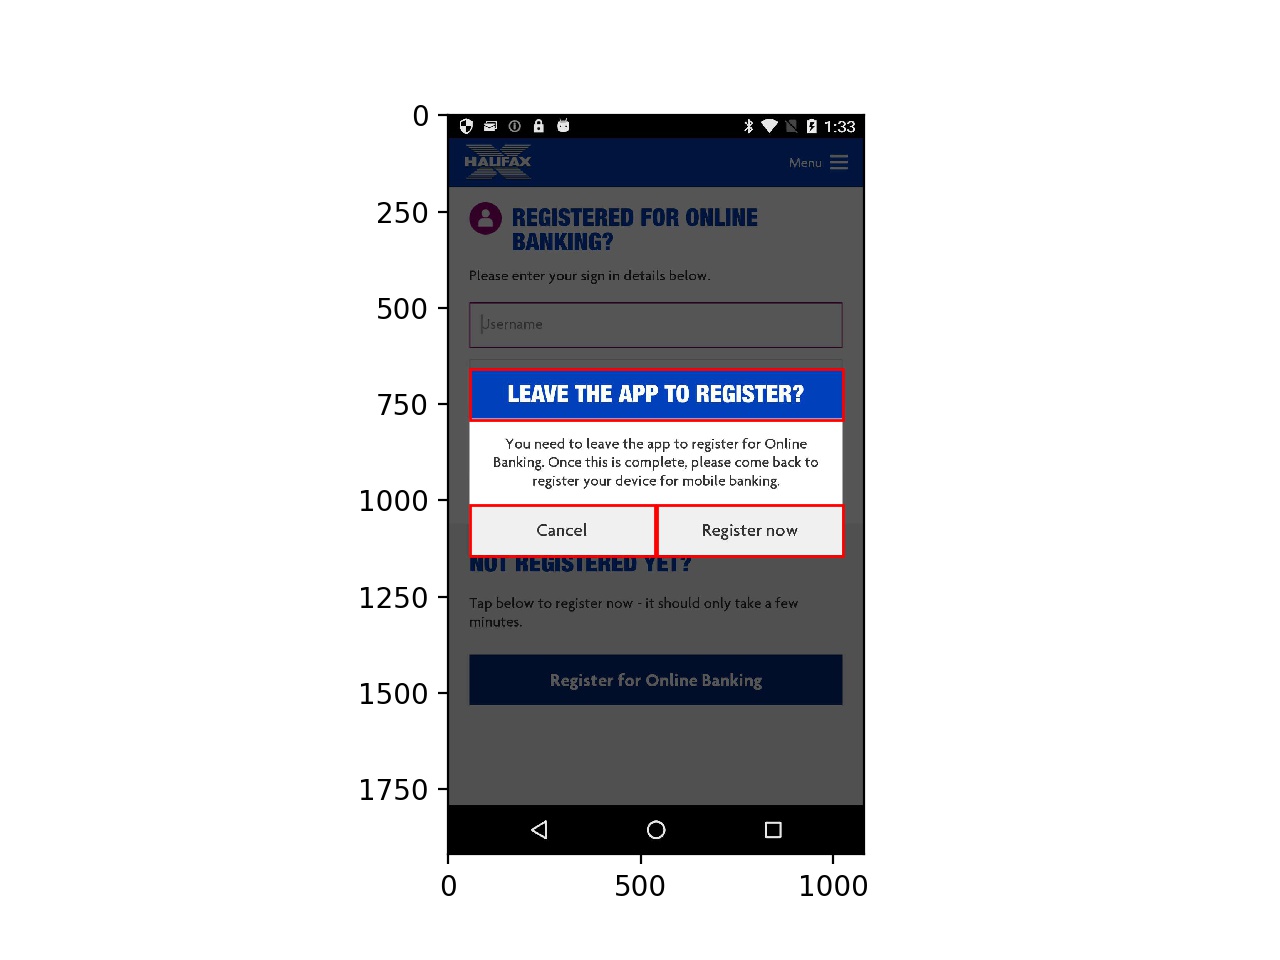 0
250
500
750
1000
1250
1500
1750
0 500 1000
1:33
HALIFAX
Menu
REGISTERED FOR ONLINE
BANKING?
Please enter your sign in details below.
Username
LEAVE THE APP TO REGISTER?
You need to leave the app to register for Online
Banking. Once this is complete, please come back to
register your device for mobile banking.
Cancel Register now
NOT REGISTERED YET?
Tap below to register now - it should only take a few
minutes.
Register for Online Banking